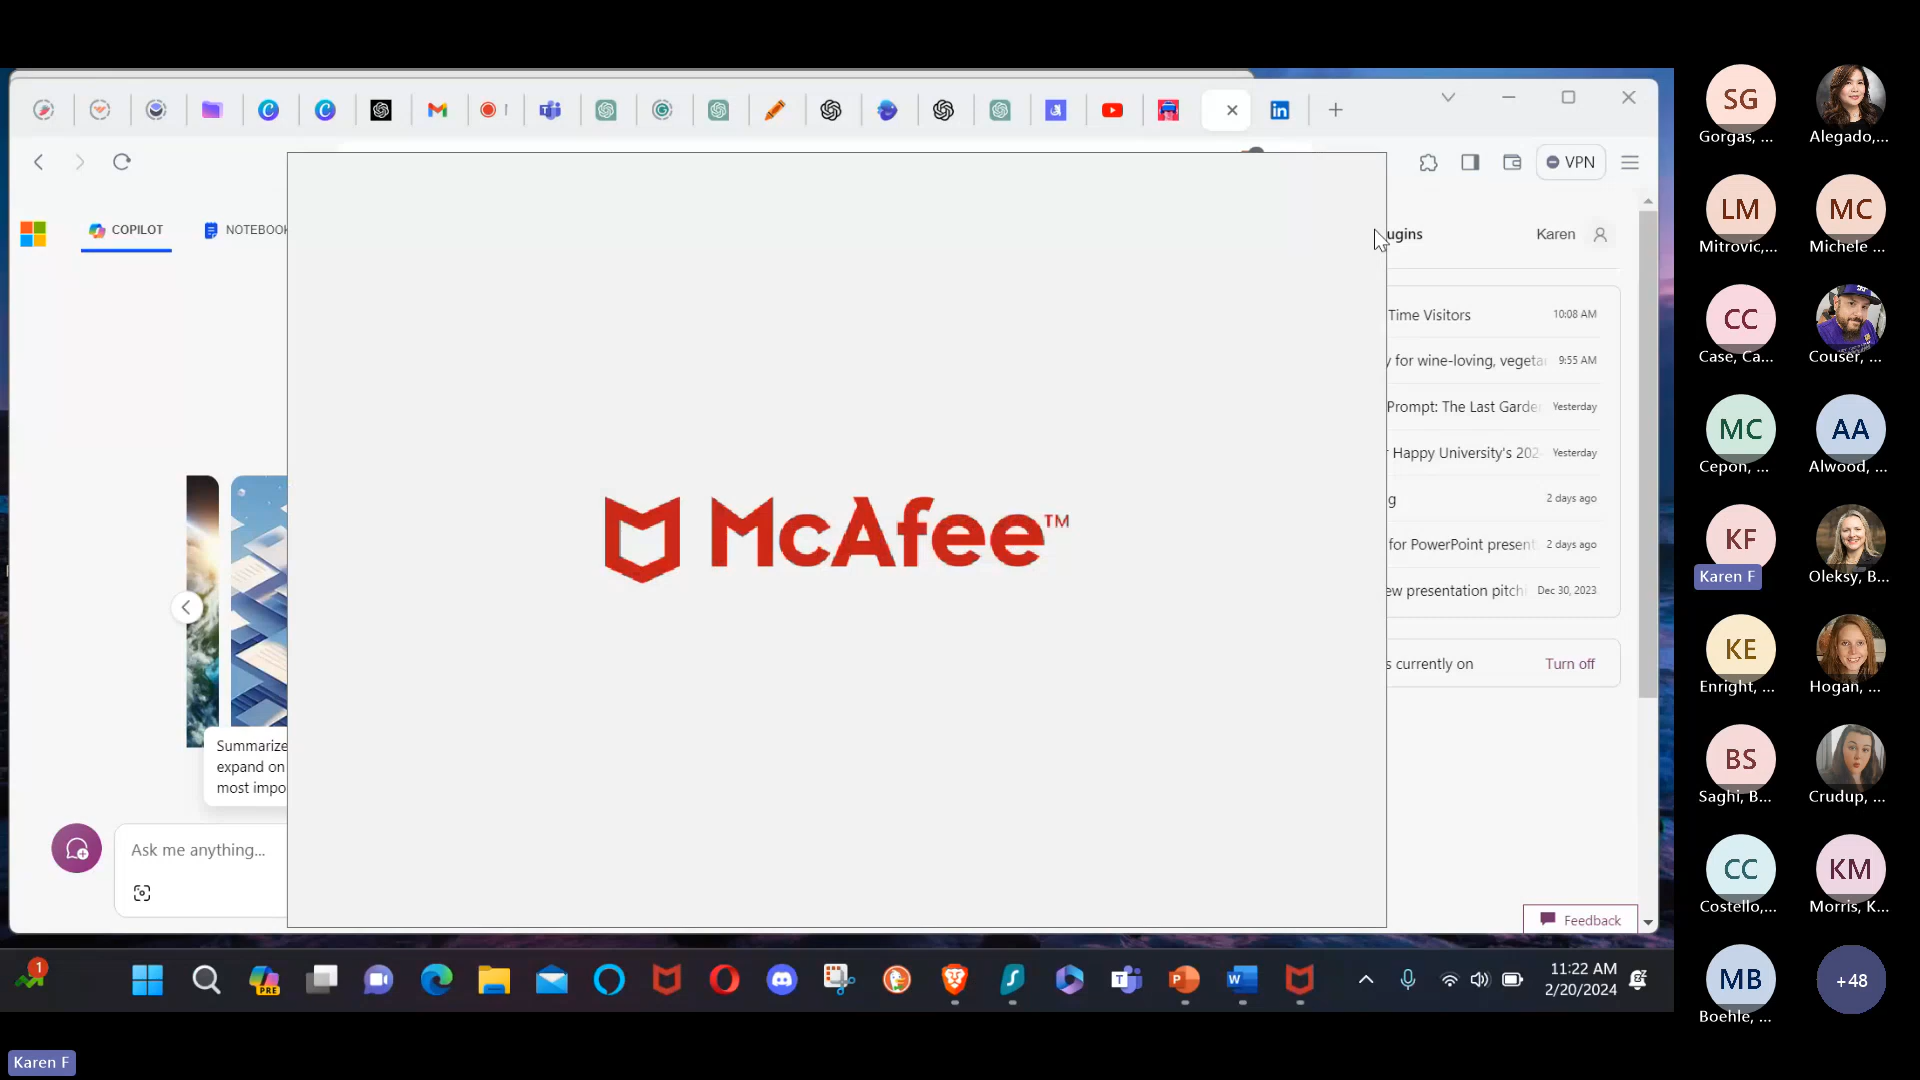 COPILOT
NOTEBOOK
ugins
Karen
VPN
Time Visitors 10:08 AM
y for wine-loving, vegeta 9:55 AM
Prompt: The Last Garde Yesterday
r Happy University's 202 Yesterday
g 2 days ago
for PowerPoint present 2 days ago
ew presentation pitch Dec 30, 2023
s currently on Turn off
McAfee™
Summarize
expand on
most impo
Ask me anything...
Feedback
1
PRE
11:22 AM
2/20/2024
Karen F
SG
Gorgas, ...
Alegado,...
LM
Mitrovic,...
MC
Michele ...
CC
Case, Ca...
Couser, ...
MC
Cepon, ...
AA
Alwood, ...
KF
Karen F
Oleksy, B...
KE
Enright, ...
Hogan, ...
BS
Saghi, B...
Crudup, ...
CC
Costello,...
KM
Morris, K...
MB
Boehle, ...
+48